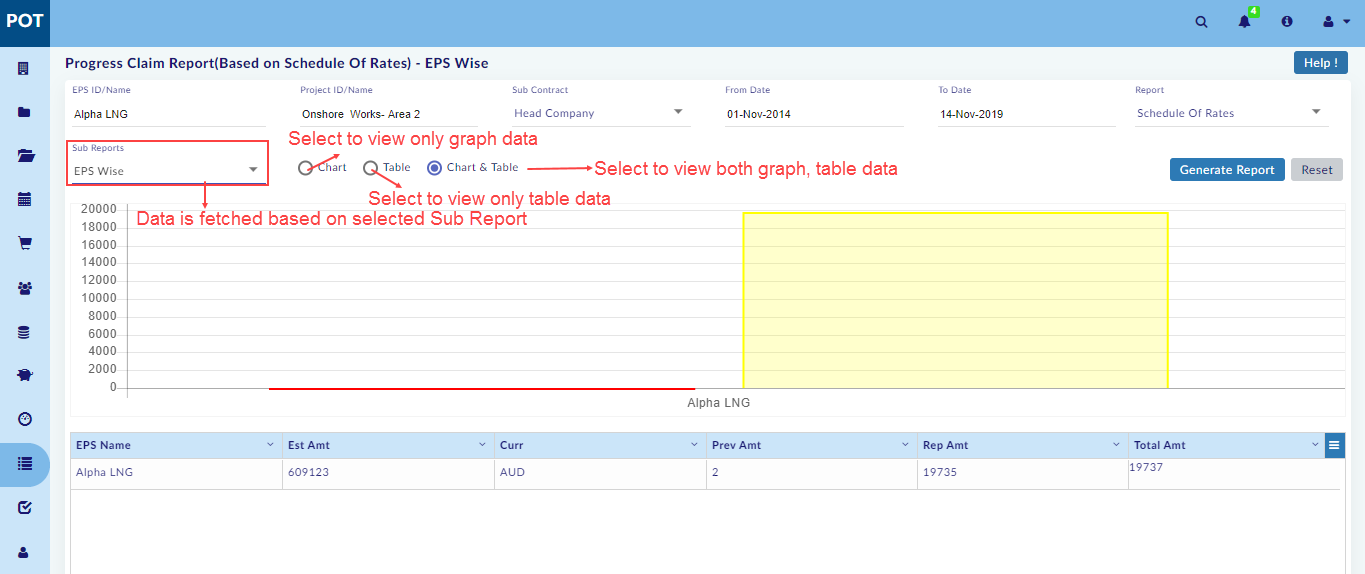 POT
4
Progress Claim Report(Based on Schedule Of Rates) - EPS Wise
Help !
EPS ID/Name
Project ID/Name
Sub Contract
From Date
To Date
Report
Alpha LNG
Onshore Works- Area 2
Head Company
01-Nov-2014
14-Nov-2019
Schedule Of Rates
Select to view only graph data
Sub Reports
EPS Wise
Chart
Table
Chart & Table
Select to view both graph, table data
Generate Report
Reset
Select to view only table data
Data is fetched based on selected Sub Report
20000
18000
16000
14000
12000
10000
8000
6000
4000
2000
0
Alpha LNG
EPS Name
Est Amt
Curr
Prev Amt
Rep Amt
Total Amt
Alpha LNG
609123
AUD
2
19735
19737